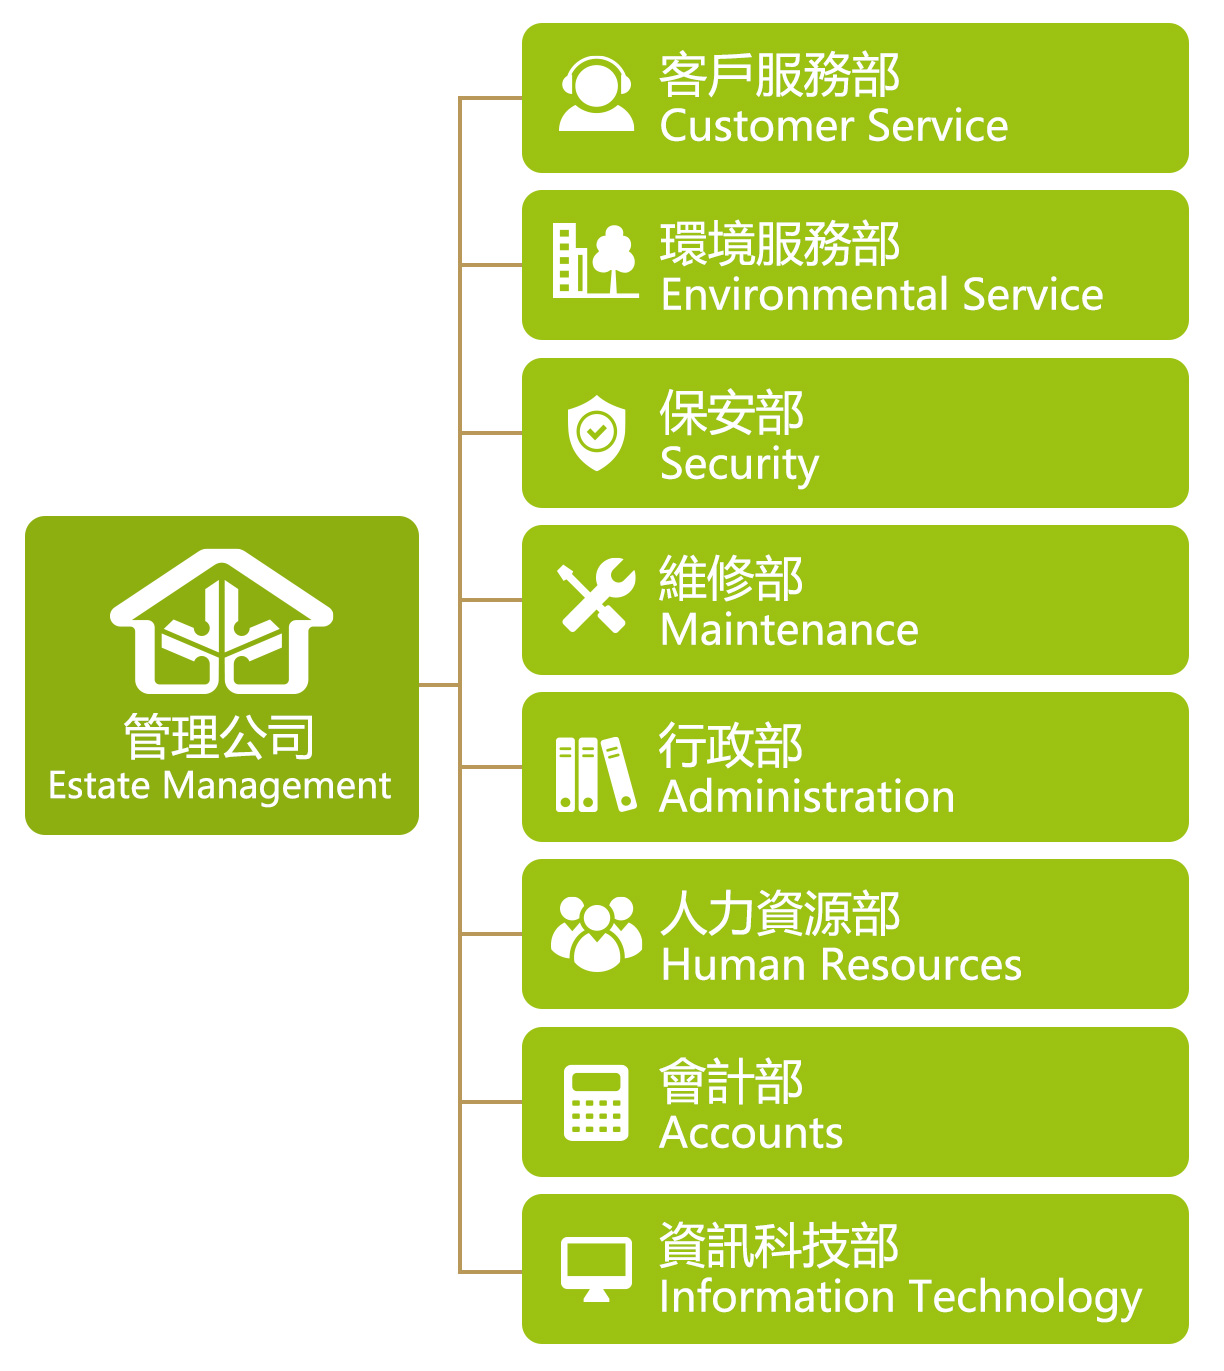 管理公司
Estate Management
客戶服務部
Customer Service
環境服務部
Environmental Service
保安部
Security
維修部
Maintenance
行政部
Administration
人力資源部
Human Resources
會計部
Accounts
資訊科技部
Information Technology